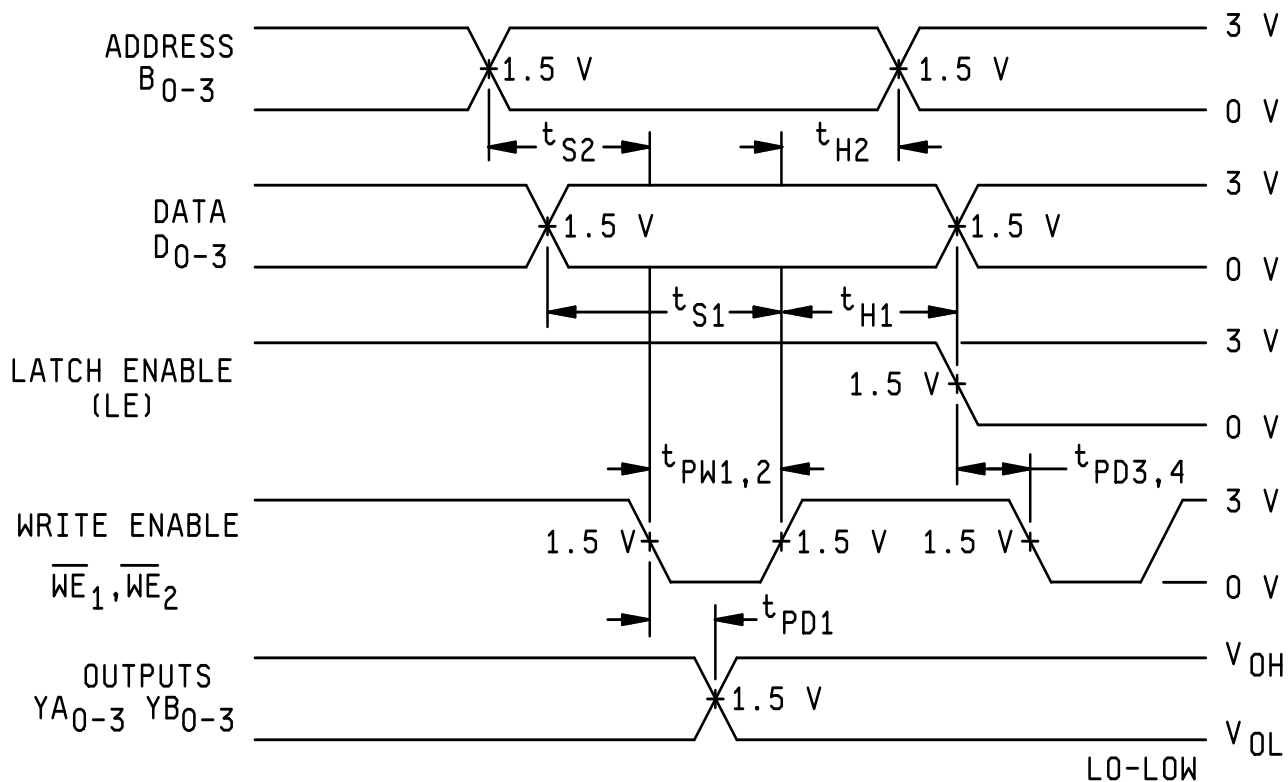 ADDRESS
B0-3
1.5 V
1.5 V
3 V
0 V
tS2
tH2
DATA
D0-3
1.5 V
1.5 V
3 V
0 V
tS1
tH1
LATCH ENABLE
(LE)
1.5 V
3 V
0 V
tPW1,2
tPD3,4
WRITE ENABLE
W̅E̅1,W̅E̅2
1.5 V
1.5 V
1.5 V
3 V
0 V
tPD1
OUTPUTS
YA0-3 YB0-3
1.5 V
VOH
VOL
LO-LOW